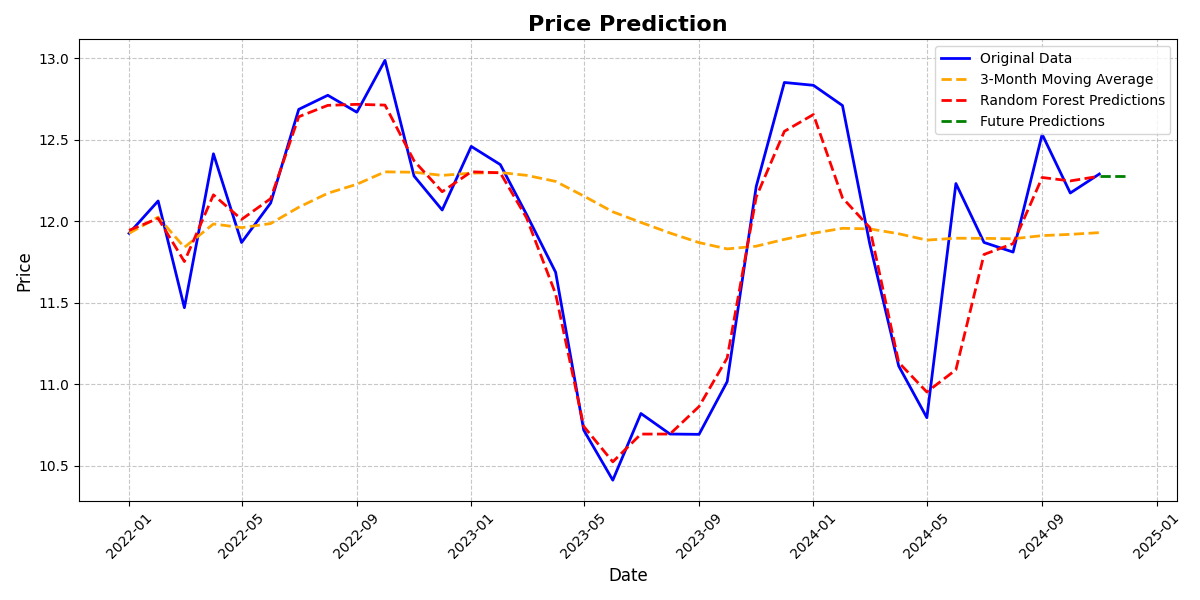 Price Prediction
Original Data
3-Month Moving Average
Random Forest Predictions
Future Predictions
Price
13.0
12.5
12.0
11.5
11.0
10.5
2022-01
2022-05
2022-09
2023-01
2023-05
2023-09
2024-01
2024-05
2024-09
2025-01
Date